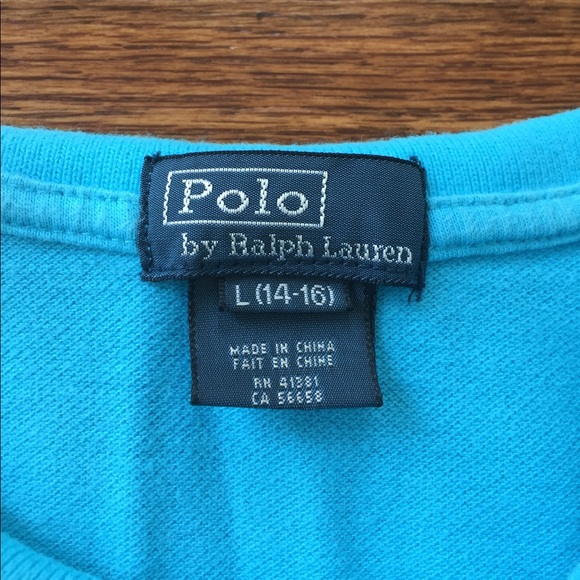 Polo
by Ralph Lauren
L (14-16)
MADE IN CHINA
FAIT EN CHINE
RN 41381
CA 56658